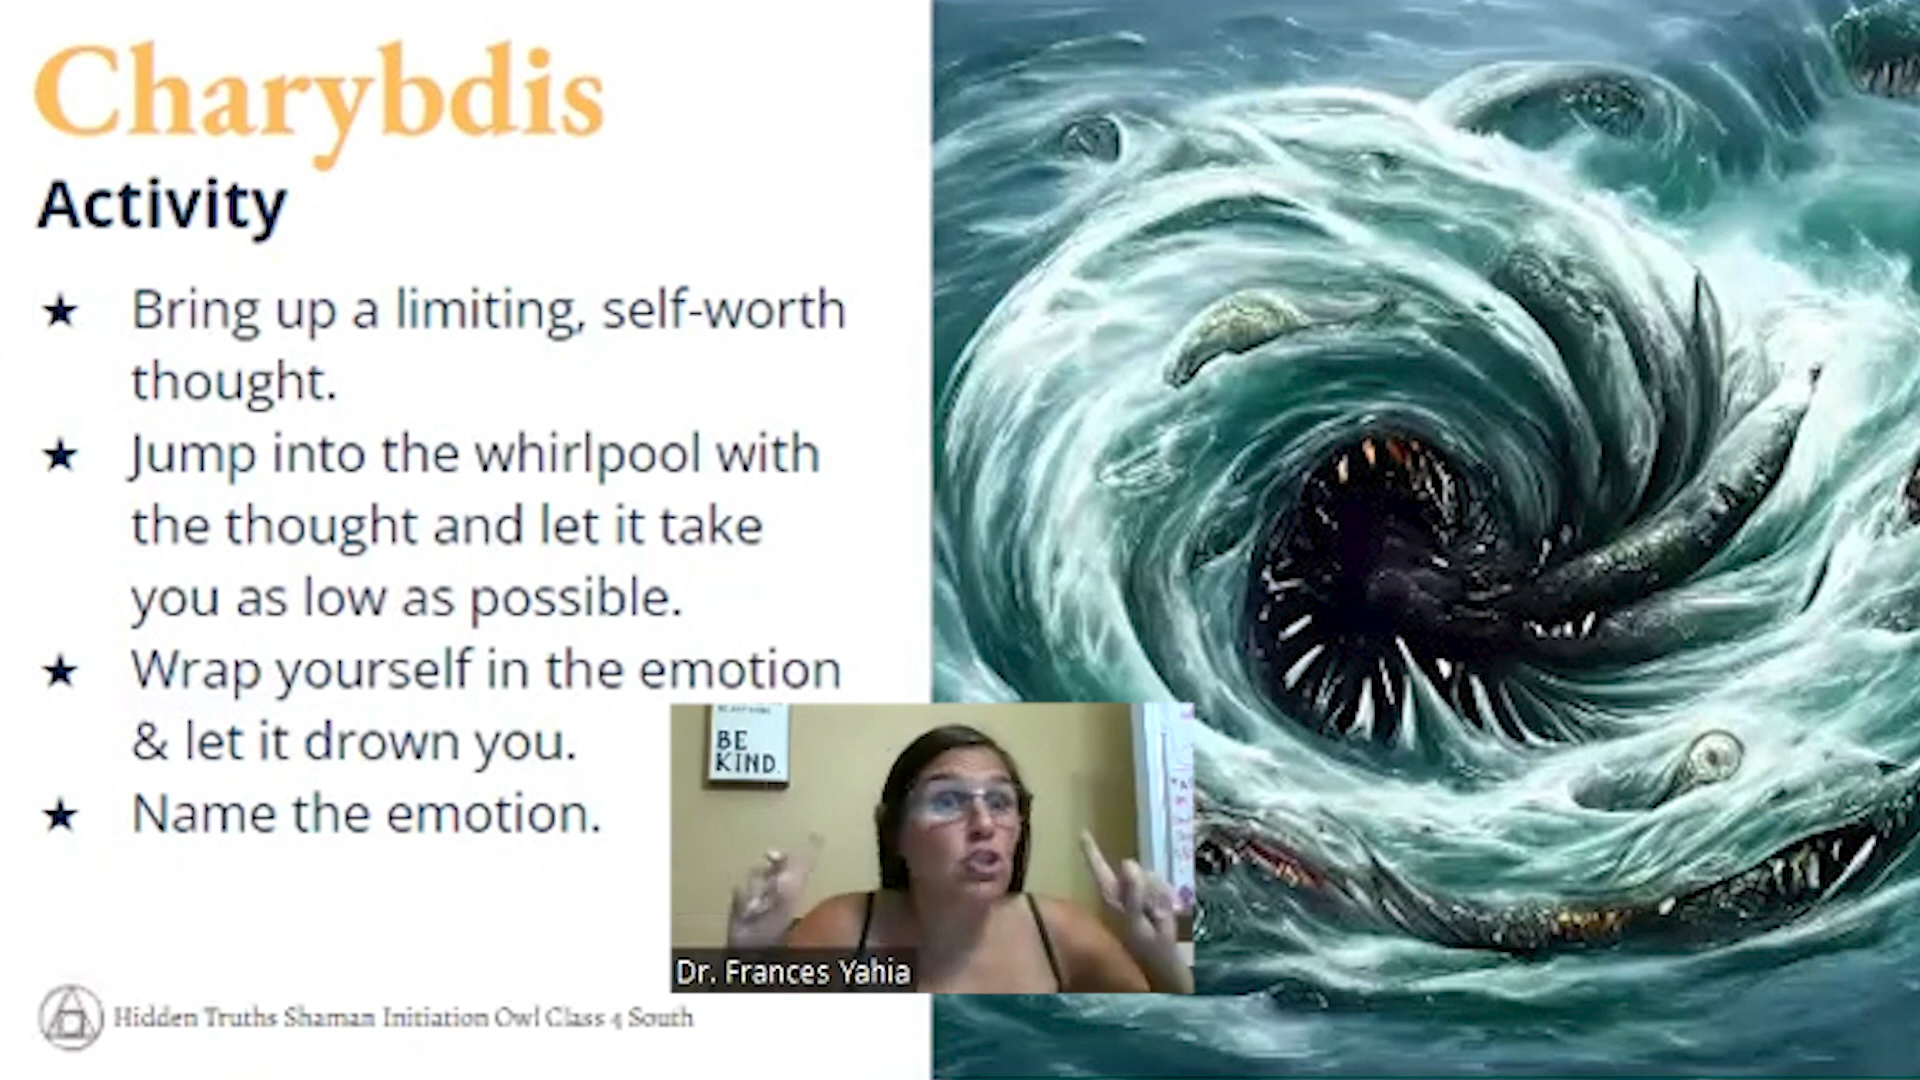 Charybdis
Activity
★ Bring up a limiting, self-worth
thought.
★ Jump into the whirlpool with
the thought and let it take
you as low as possible.
★ Wrap yourself in the emotion
& let it drown you.
★ Name the emotion.
BE
KIND.
Dr. Frances Yahia
Hidden Truths Shaman Initiation Owl Class 4 South